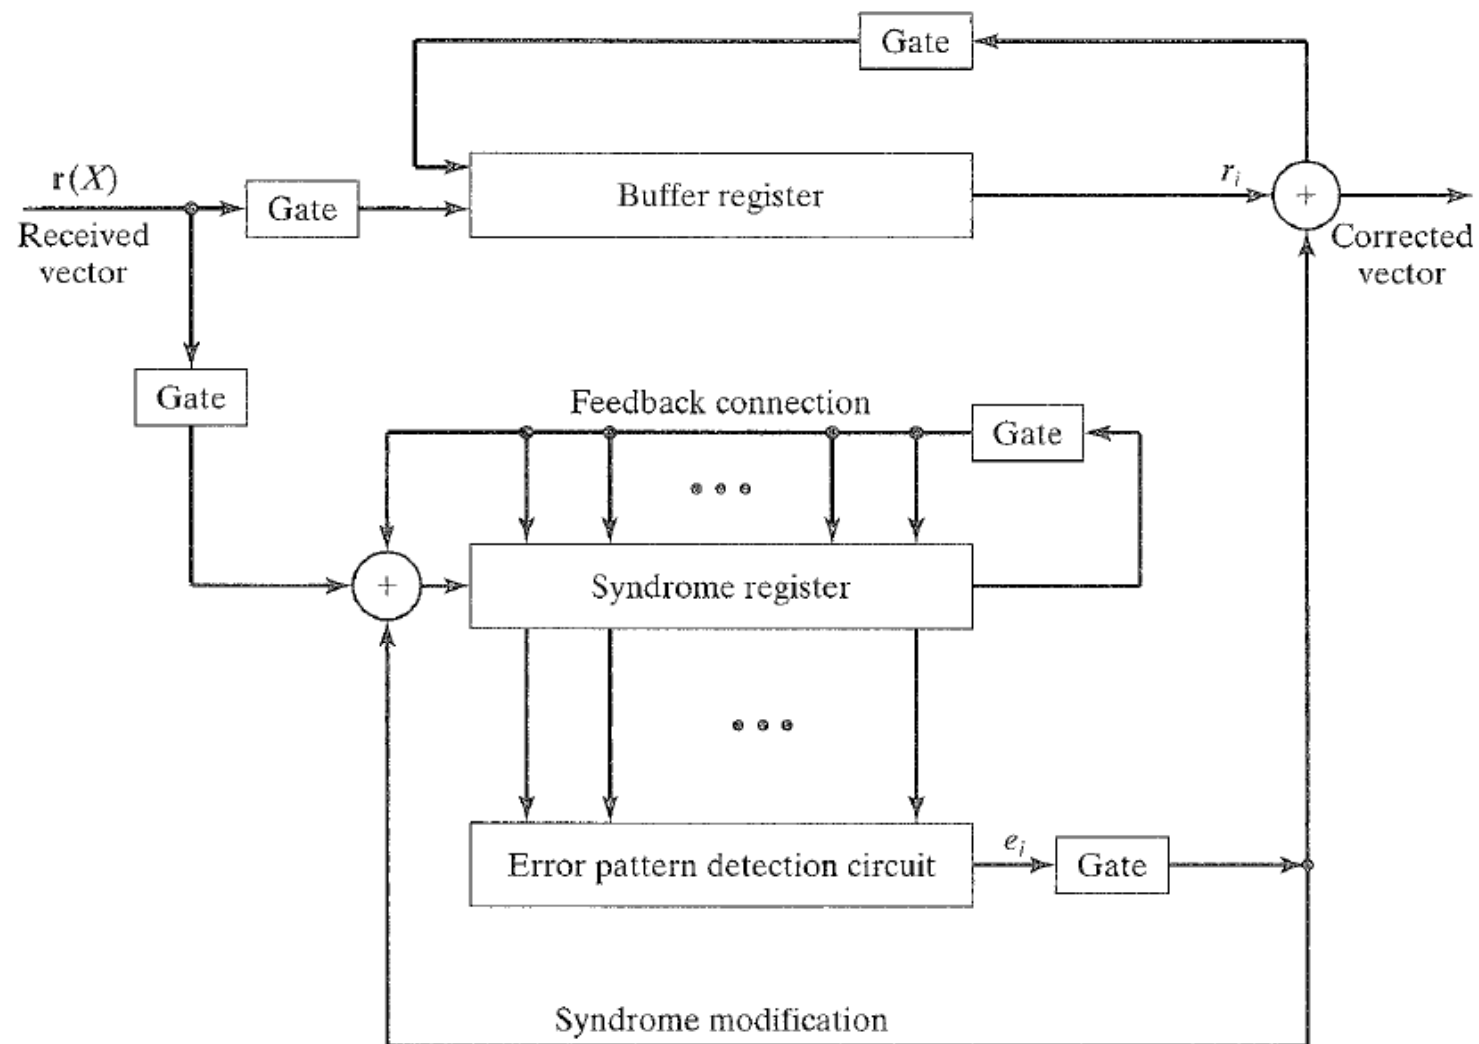 Gate
r(X)
Gate
Buffer register
r_i
+
Received
vector
Corrected
vector
Gate
Feedback connection
Gate
+
Syndrome register
Error pattern detection circuit
e_i
Gate
Syndrome modification